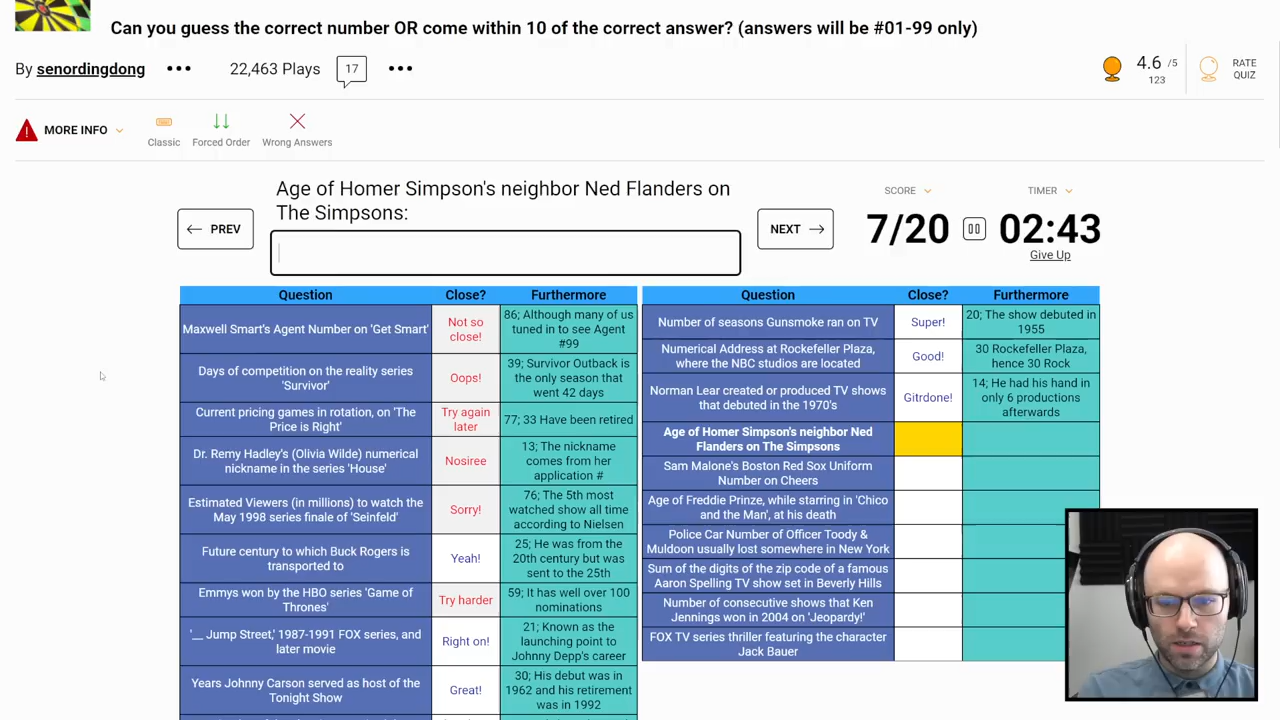 Can you guess the correct number OR come within 10 of the correct answer? (answers will be #01-99 only)
By senordingdong
22,463 Plays
17
4.6 /5
123
RATE
QUIZ
MORE INFO
Classic
Forced Order
Wrong Answers
PREV
Age of Homer Simpson's neighbor Ned Flanders on
The Simpsons:
NEXT
SCORE
7/20
TIMER
02:43
Give Up
Question Close? Furthermore
Maxwell Smart's Agent Number on 'Get Smart'
Not so
close!
86; Although many of us
tuned in to see Agent
#99
Days of competition on the reality series
'Survivor'
Oops!
39; Survivor Outback is
the only season that
went 42 days
Current pricing games in rotation, on 'The
Price is Right'
Try again
later
77; 33 Have been retired
Dr. Remy Hadley's (Olivia Wilde) numerical
nickname in the series 'House'
Nosiree
13; The nickname
comes from her
application #
Estimated Viewers (in millions) to watch the
May 1998 series finale of 'Seinfeld'
Sorry!
76; The 5th most
watched show all time
according to Nielsen
Future century to which Buck Rogers is
transported to
Yeah!
25; He was from the
20th century but was
sent to the 25th
Emmys won by the HBO series 'Game of
Thrones'
Try harder
59; It has well over 100
nominations
'__ Jump Street,' 1987-1991 FOX series, and
later movie
Right on!
21; Known as the
launching point to
Johnny Depp's career
Years Johnny Carson served as host of the
Tonight Show
Great!
30; His debut was in
1962 and his retirement
was in 1992
Question Close? Furthermore
Number of seasons Gunsmoke ran on TV
Super!
20; The show debuted in
1955
Numerical Address at Rockefeller Plaza,
where the NBC studios are located
Good!
30 Rockefeller Plaza,
hence 30 Rock
Norman Lear created or produced TV shows
that debuted in the 1970's
Gitrdone!
14; He had his hand in
only 6 productions
afterwards
Age of Homer Simpson's neighbor Ned
Flanders on The Simpsons
Sam Malone's Boston Red Sox Uniform
Number on Cheers
Age of Freddie Prinze, while starring in 'Chico
and the Man', at his death
Police Car Number of Officer Toody &
Muldoon usually lost somewhere in New York
Sum of the digits of the zip code of a famous
Aaron Spelling TV show set in Beverly Hills
Number of consecutive shows that Ken
Jennings won in 2004 on 'Jeopardy!'
FOX TV series thriller featuring the character
Jack Bauer